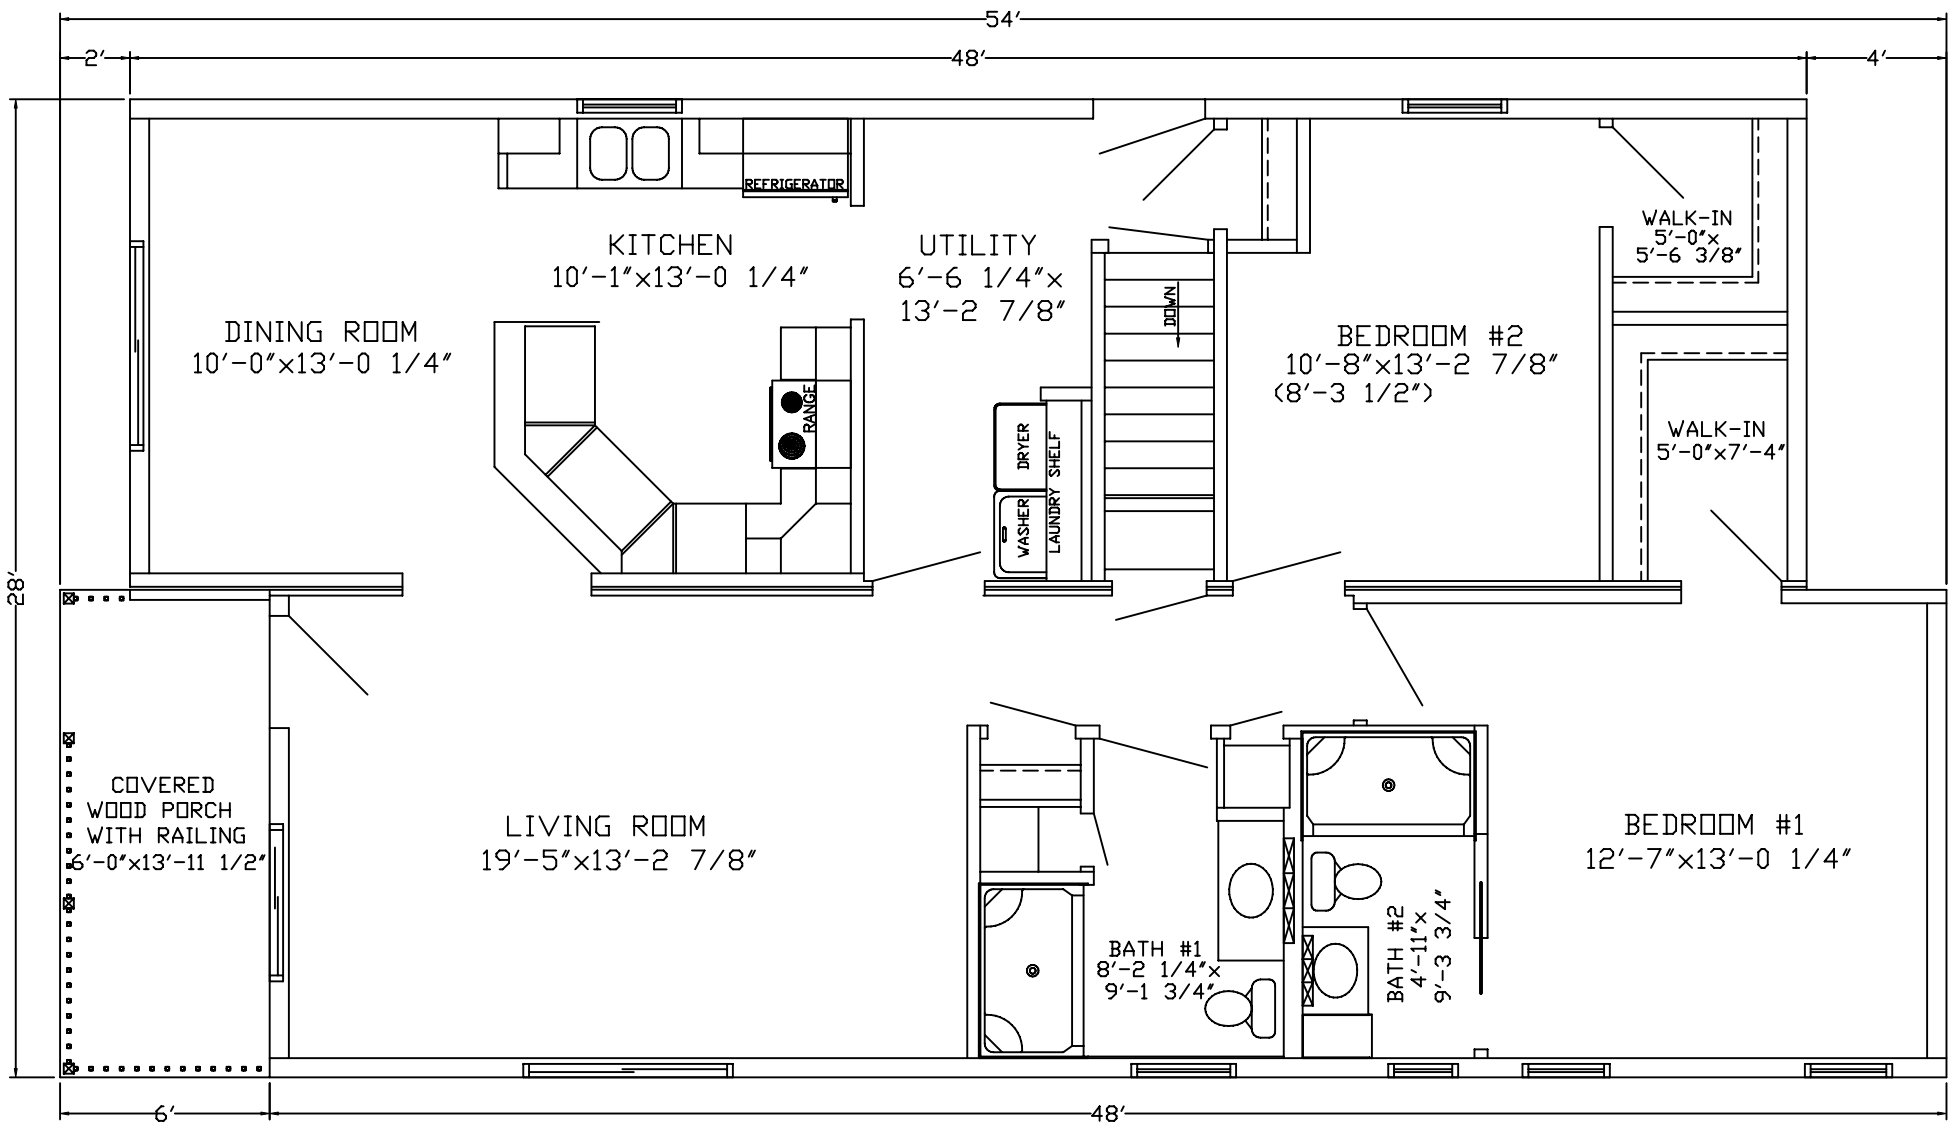 54'
2'
48'
4'
28'
REFRIGERATOR
KITCHEN
10'-1"x13'-0 1/4"
UTILITY
6'-6 1/4"x
13'-2 7/8"
WALK-IN
5'-0"x
5'-6 3/8"
DOWN
DINING ROOM
10'-0"x13'-0 1/4"
BEDROOM #2
10'-8"x13'-2 7/8"
(8'-3 1/2")
RANGE
DRYER
WASHER
LAUNDRY SHELF
WALK-IN
5'-0"x7'-4"
COVERED
WOOD PORCH
WITH RAILING
6'-0"x13'-11 1/2"
LIVING ROOM
19'-5"x13'-2 7/8"
BATH #1
8'-2 1/4"x
9'-1 3/4"
BATH #2
4'-11"x
9'-3 3/4"
BEDROOM #1
12'-7"x13'-0 1/4"
6'
48'